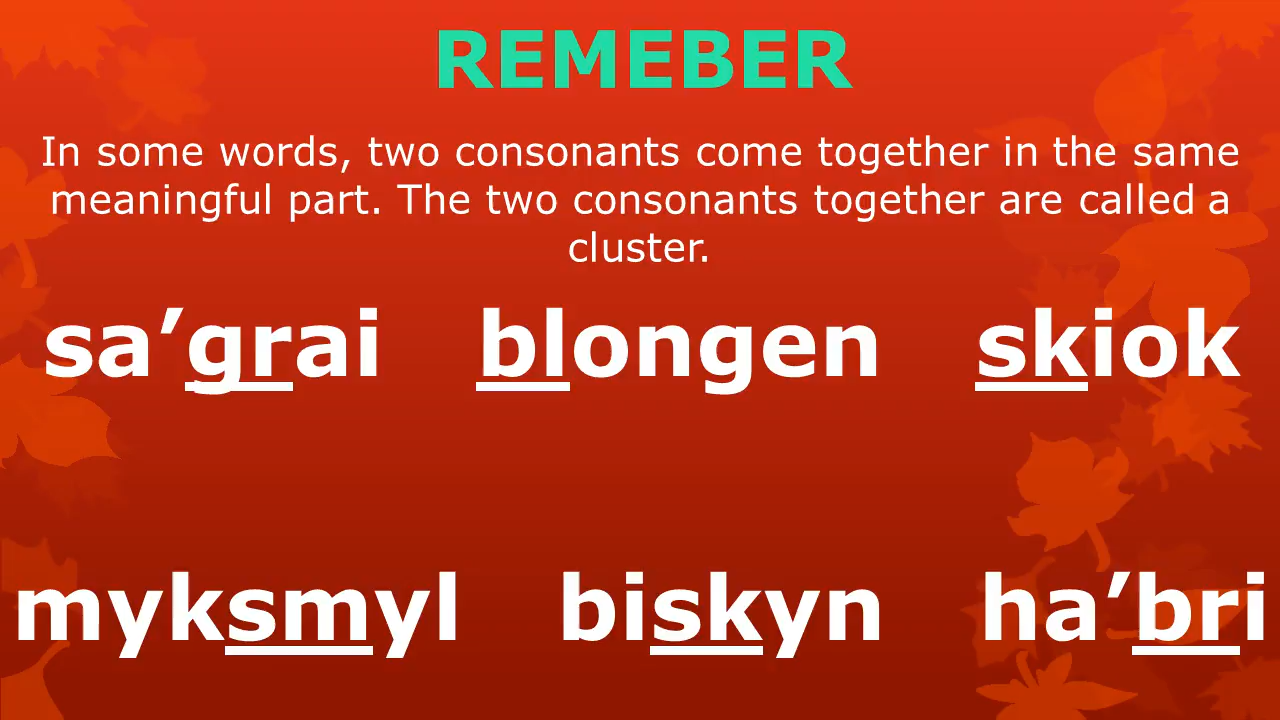 REMEBER
In some words, two consonants come together in the same
meaningful part. The two consonants together are called a
cluster.
sa’grai blongen skiok
myksmyl biskyn ha’bri